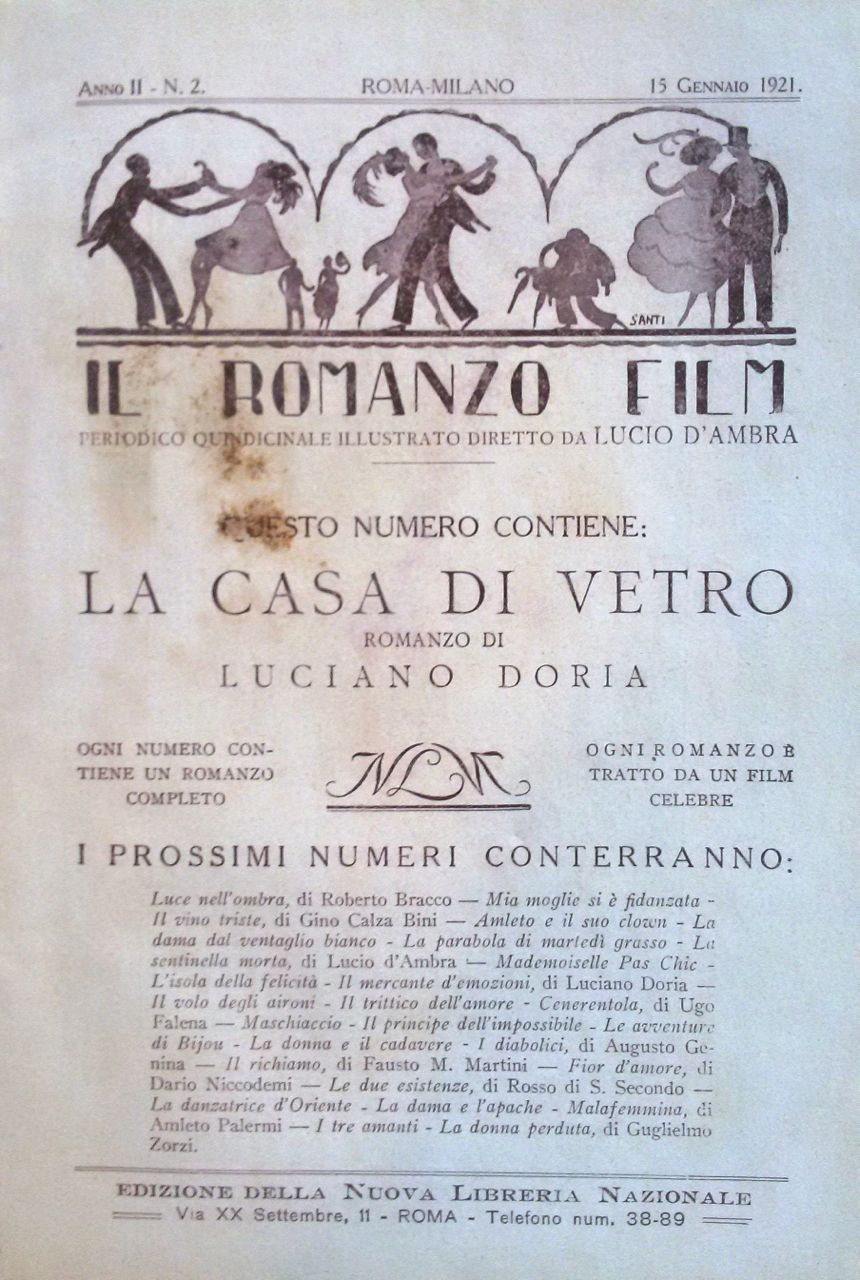 ANNO II - N. 2. ROMA-MILANO 15 GENNAIO 1921.
SANTI
IL ROMANZO FILM
PERIODICO QUINDICINALE ILLUSTRATO DIRETTO DA LUCIO D'AMBRA
QUESTO NUMERO CONTIENE:
LA CASA DI VETRO
ROMANZO DI
LUCIANO DORIA
OGNI NUMERO CON-
TIENE UN ROMANZO
COMPLETO
NLN
OGNI ROMANZO È
TRATTO DA UN FILM
CELEBRE
I PROSSIMI NUMERI CONTERRANNO:
Luce nell'ombra, di Roberto Bracco — Mia moglie si è fidanzata -
Il vino triste, di Gino Calza Bini — Amleto e il suo clown - La
dama dal ventaglio bianco - La parabola di martedì grasso - La
sentinella morta, di Lucio d'Ambra — Mademoiselle Pas Chic -
L'isola della felicità - Il mercante d'emozioni, di Luciano Doria —
Il volo degli aironi - Il trittico dell'amore - Cenerentola, di Ugo
Falena — Maschiaccio - Il principe dell'impossibile - Le avventure
di Bijou - La donna e il cadavere - I diabolici, di Augusto Ge-
nina — Il richiamo, di Fausto M. Martini — Fior d'amore, di
Dario Niccodemi — Le due esistenze, di Rosso di S. Secondo —
La danzatrice d'Oriente - La dama e l'apache - Malafemmina, di
Amleto Palermi — I tre amanti - La donna perduta, di Guglielmo
Zorzi.
EDIZIONE DELLA NUOVA LIBRERIA NAZIONALE
Via XX Settembre, 11 - ROMA - Telefono num. 38-89